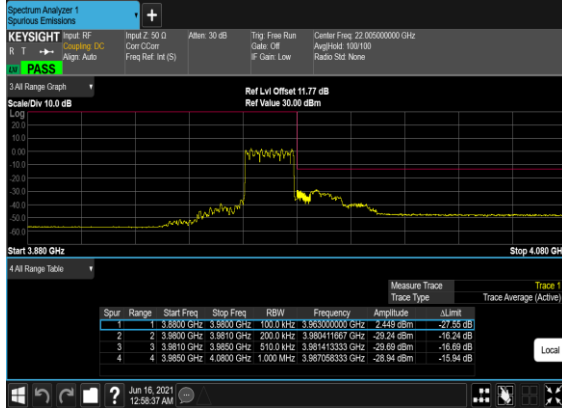 Spectrum Analyzer 1
Spurious Emissions
+
KEYSIGHT Input: RF Input Z: 50 Ω Atten: 30 dB Trig: Free Run Center Freq: 22.005000000 GHz
R T Coupling: DC Corr CCorr Gate: Off Avg|Hold: 100/100
Align: Auto Freq Ref: Int (S) IF Gain: Low Radio Std: None
PASS
3 All Range Graph
Ref Lvl Offset 11.77 dB
Scale/Div 10.0 dB Ref Value 30.00 dBm
Log
20.0
10.0
0.00
-10.0
-20.0
-30.0
-40.0
-50.0
-60.0
Start 3.880 GHz Stop 4.080 GH
4 All Range Table
Measure Trace Trace 1
Trace Type Trace Average (Active)
Spur Range Start Freq Stop Freq RBW Frequency Amplitude ΔLimit
1 1 3.8800 GHz 3.9800 GHz 100.0 kHz 3.963000000 GHz 2.449 dBm -27.55 dB
2 2 3.9800 GHz 3.9810 GHz 200.0 kHz 3.980411667 GHz -29.24 dBm -16.24 dB
3 3 3.9810 GHz 3.9850 GHz 510.0 kHz 3.981413333 GHz -29.69 dBm -16.69 dB
4 4 3.9850 GHz 4.0800 GHz 1.000 MHz 3.987058333 GHz -28.94 dBm -15.94 dB
Local
? Jun 16, 2021
12:58:37 AM